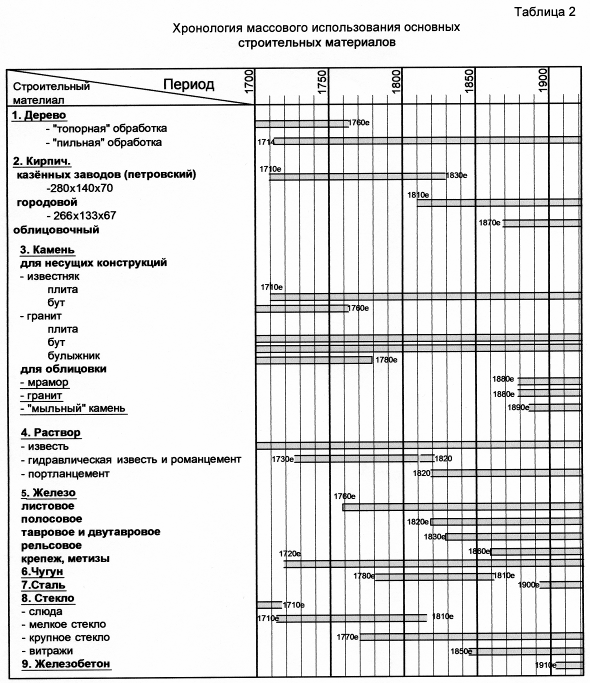 Таблица 2
Хронология массового использования основных
строительных материалов
Строительный
метелиал
Период
1700
1750
1800
1850
1900
1. Дерево
- "топорная" обработка
1760е
- "пильная" обработка
1714
2. Кирпич.
казённых заводов (петровский)
1710е
1830е
-280х140х70
городовой
1810е
- 266х133х67
облицовочный
1870е
3. Камень
для несущих конструкций
- известняк
плита
1710е
бут
1760е
- гранит
плита
бут
булыжник
1780е
для облицовки
- мрамор
1880е
- гранит
1880е
- "мыльный" камень
1890е
4. Раствор
- известь
- гидравлическая известь и романцемент
1730е
1820
- портланцемент
1820
5. Железо
листовое
1760е
полосовое
1820е
тавровое и двутавровое
1830е
рельсовое
1860е
крепеж, метизы
1720е
6.Чугун
1780е
1810е
7.Сталь
1900е
8. Стекло
- слюда
1710е
- мелкое стекло
1710е
1810е
- крупное стекло
1770е
- витражи
1850е
9. Железобетон
1910е